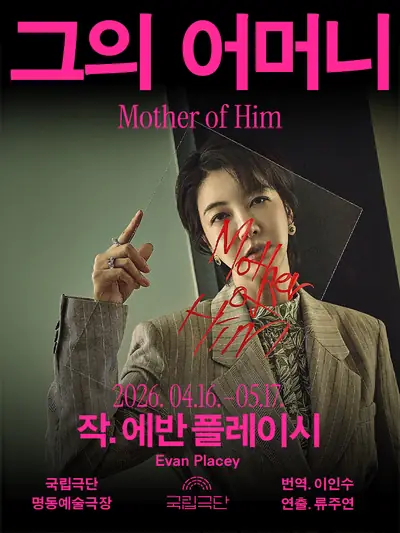 그의 어머니
Mother of Him
Mother
of
Him
2026. 04.16.–05.17.
작. 에반 플레이시
Evan Placey
국립극단
명동예술극장
국립극단
번역. 이인수
연출. 류주연